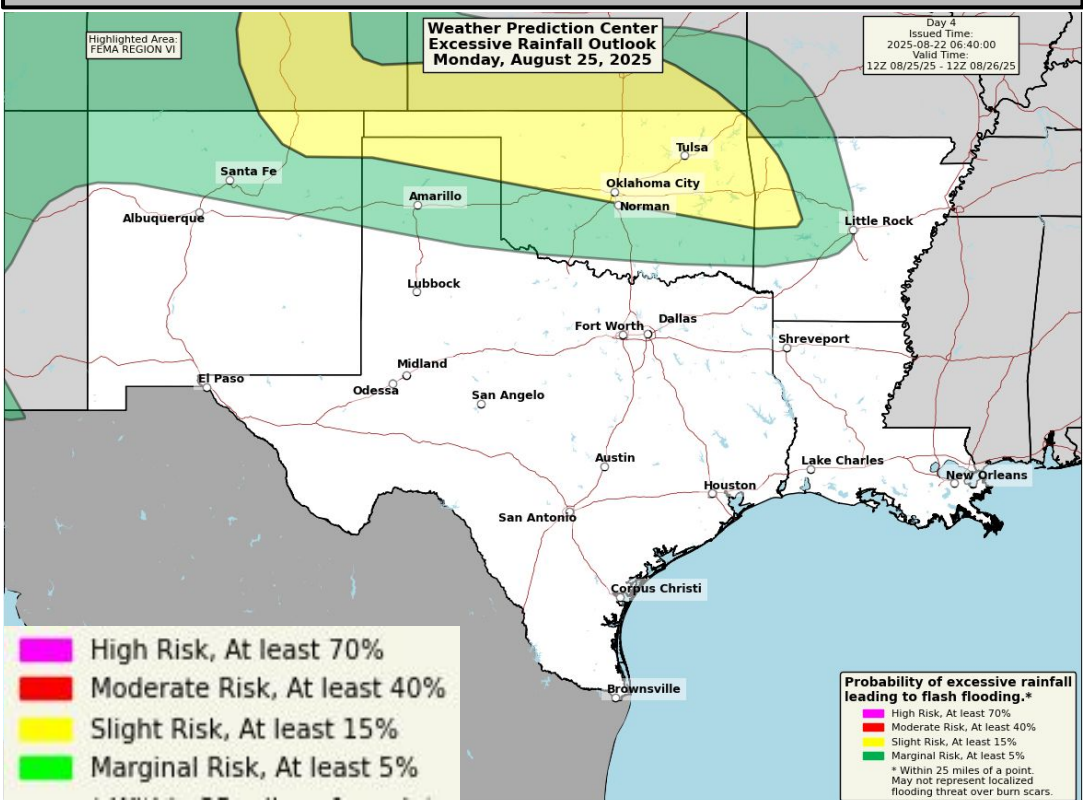 Highlighted Area:
FEMA REGION VI
Weather Prediction Center
Excessive Rainfall Outlook
Monday, August 25, 2025
Day 4
Issued Time:
2025-08-22 06:40:00
Valid Time:
12Z 08/25/25 - 12Z 08/26/25
Tulsa
Santa Fe
Oklahoma City
Amarillo
Norman
Albuquerque
Little Rock
Lubbock
Fort Worth
Dallas
Shreveport
Midland
El Paso
Odessa
San Angelo
Austin
Lake Charles
New Orleans
Houston
San Antonio
Corpus Christi
Brownsville
High Risk, At least 70%
Moderate Risk, At least 40%
Slight Risk, At least 15%
Marginal Risk, At least 5%
Probability of excessive rainfall
leading to flash flooding.*
High Risk, At least 70%
Moderate Risk, At least 40%
Slight Risk, At least 15%
Marginal Risk, At least 5%
* Within 25 miles of a point.
May not represent localized
flooding threat over burn scars.